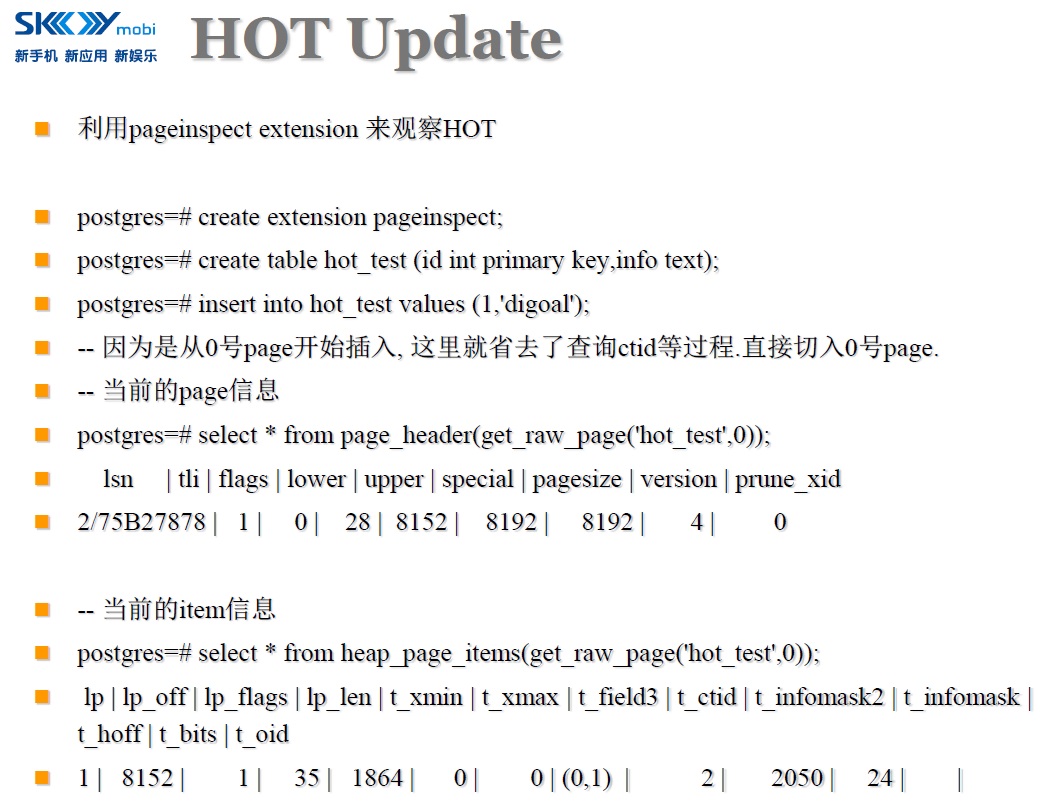 SKYmobi
HOT Update
新手机 新应用 新娱乐
利用pageinspect extension 来观察HOT
postgres=# create extension pageinspect;
postgres=# create table hot_test (id int primary key,info text);
postgres=# insert into hot_test values (1,'digoal');
-- 因为是从0号page开始插入, 这里就省去了查询ctid等过程.直接切入0号page.
-- 当前的page信息
postgres=# select * from page_header(get_raw_page('hot_test',0));
lsn | tli | flags | lower | upper | special | pagesize | version | prune_xid
2/75B27878 | 1 | 0 | 28 | 8152 | 8192 | 8192 | 4 | 0
-- 当前的item信息
postgres=# select * from heap_page_items(get_raw_page('hot_test',0));
lp | lp_off | lp_flags | lp_len | t_xmin | t_xmax | t_field3 | t_ctid | t_infomask2 | t_infomask |
t_hoff | t_bits | t_oid
1 | 8152 | 1 | 35 | 1864 | 0 | 0 | (0,1) | 2 | 2050 | 24 | |